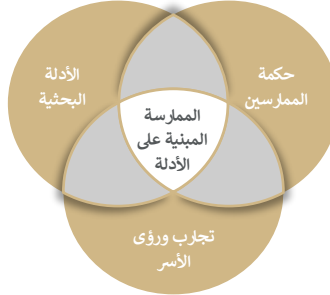 حكمة
الممارسين
الأدلة
البحثية
الممارسة
المبنية على
الأدلة
تجارب ورؤى
الأسر